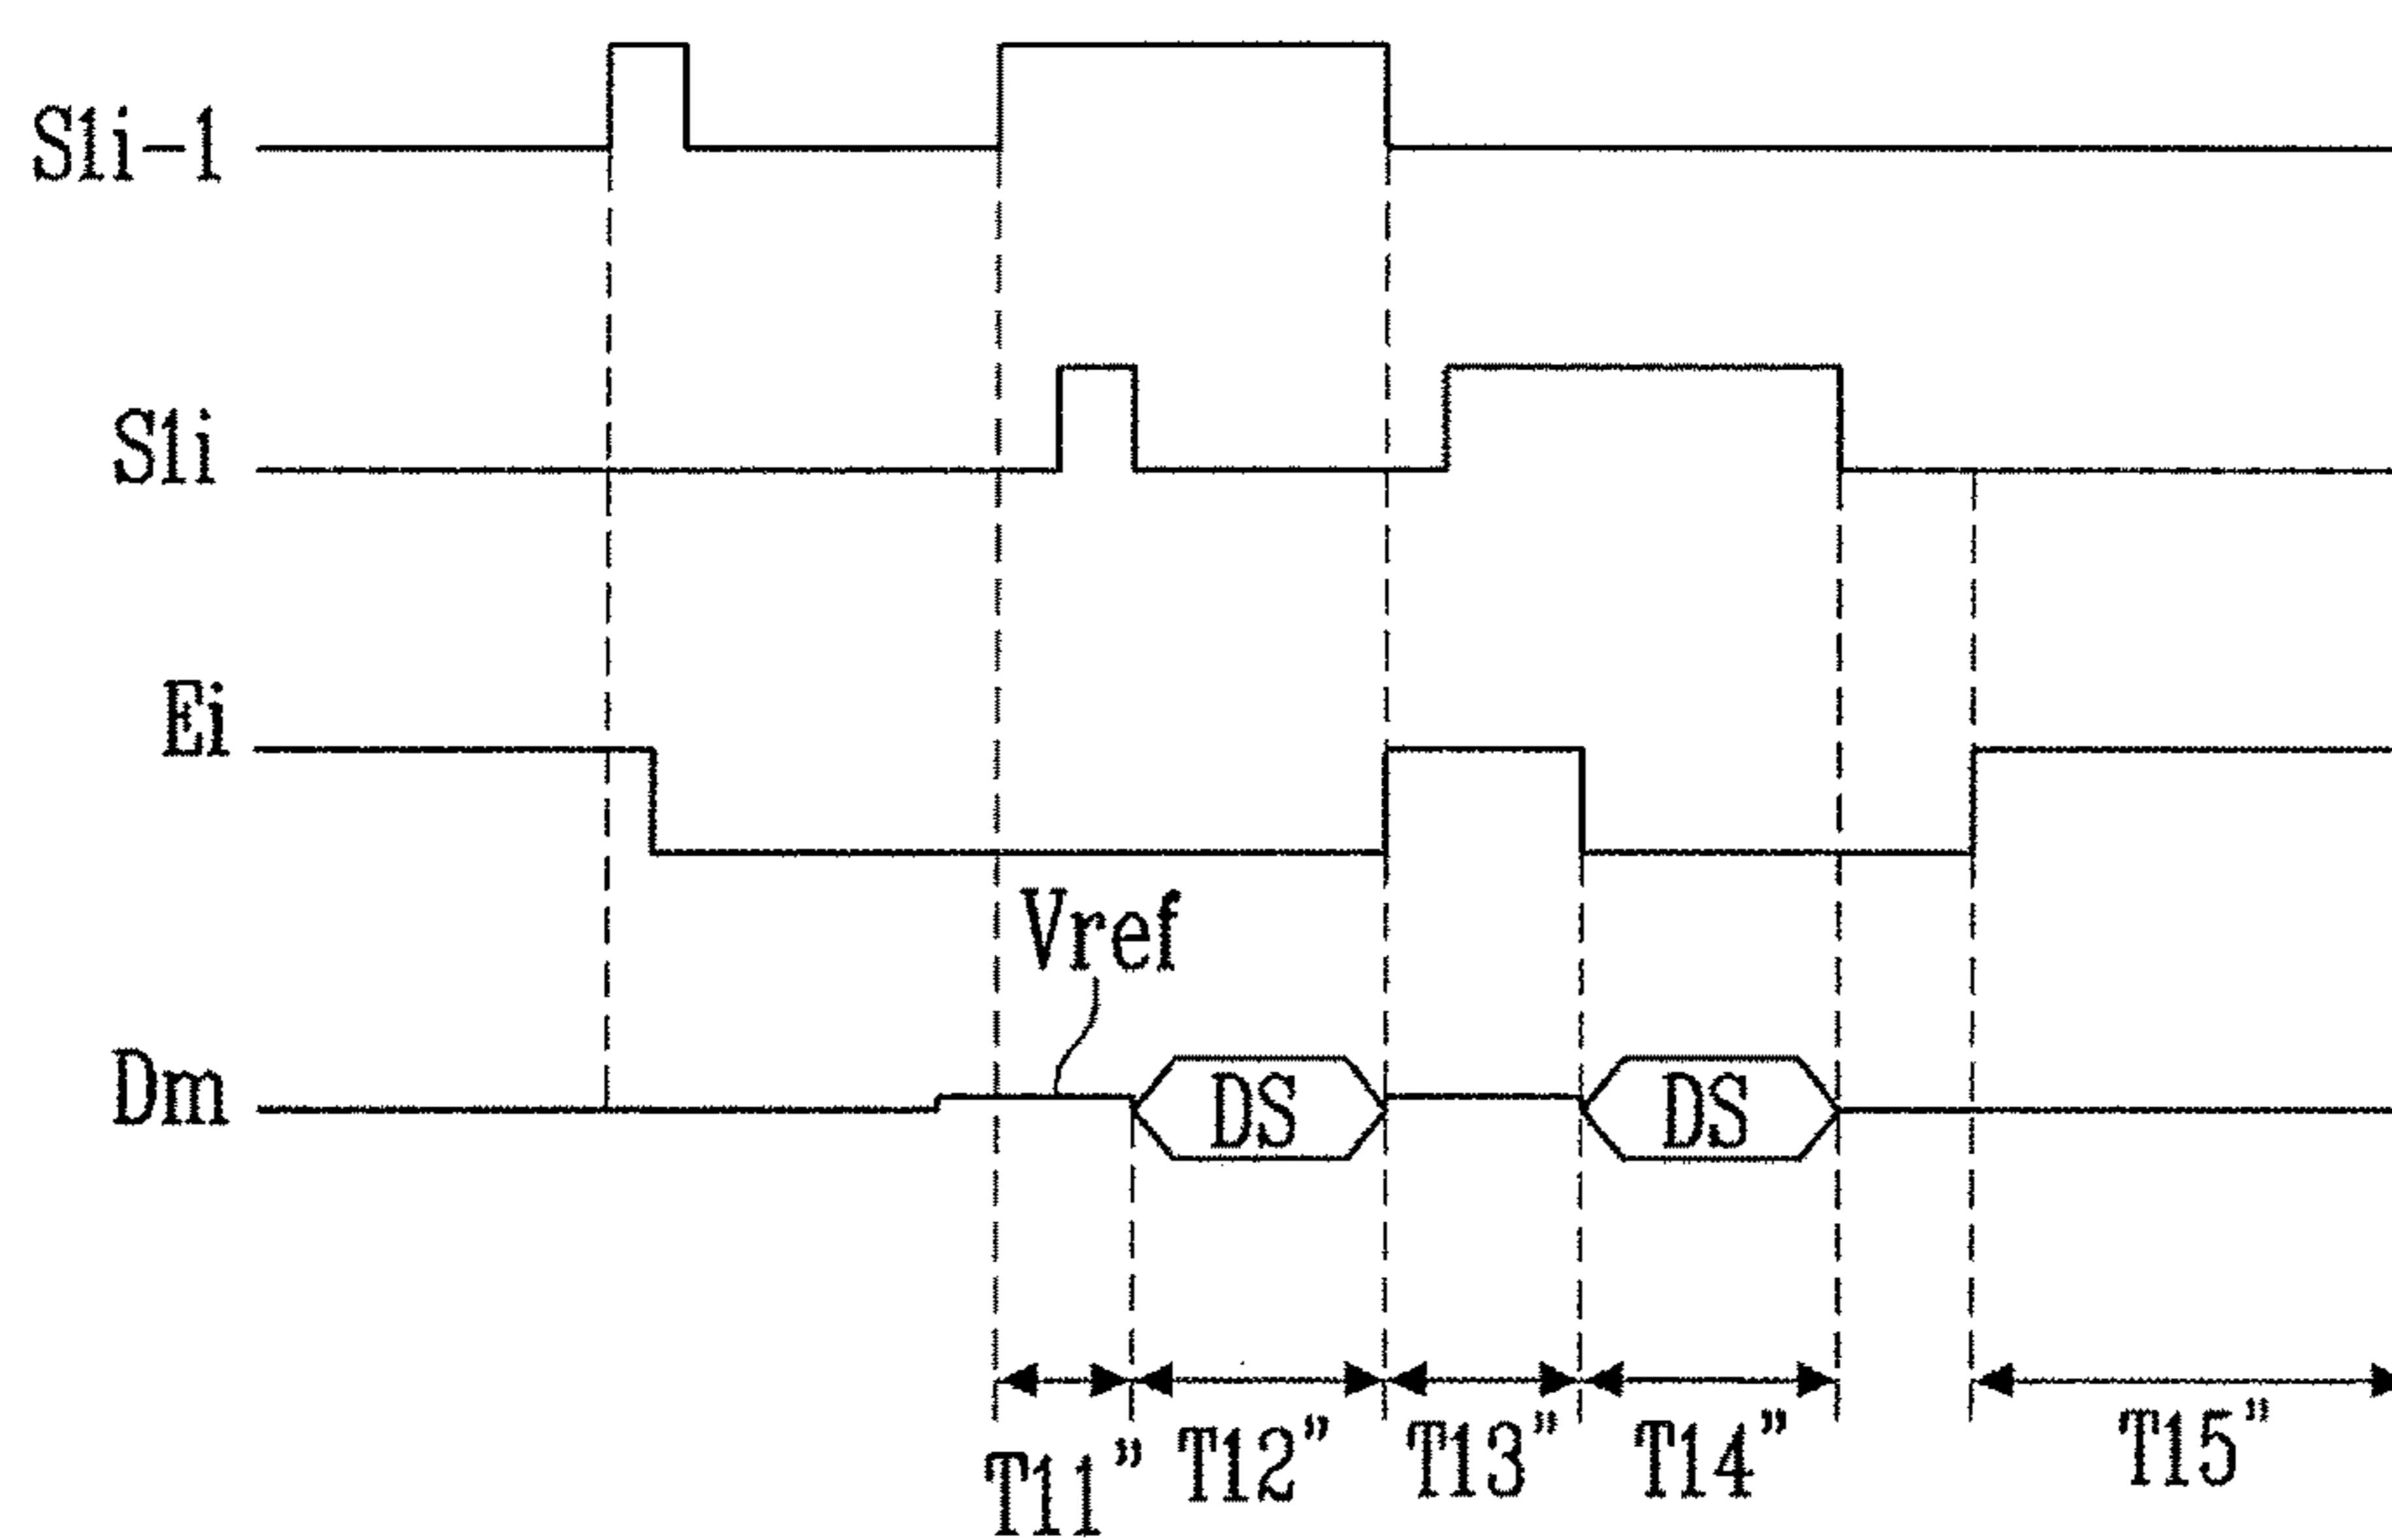 S1i-1
S1i
Ei
Vref
Dm
DS
DS
T11”
T12”
T13”
T14”
T15”